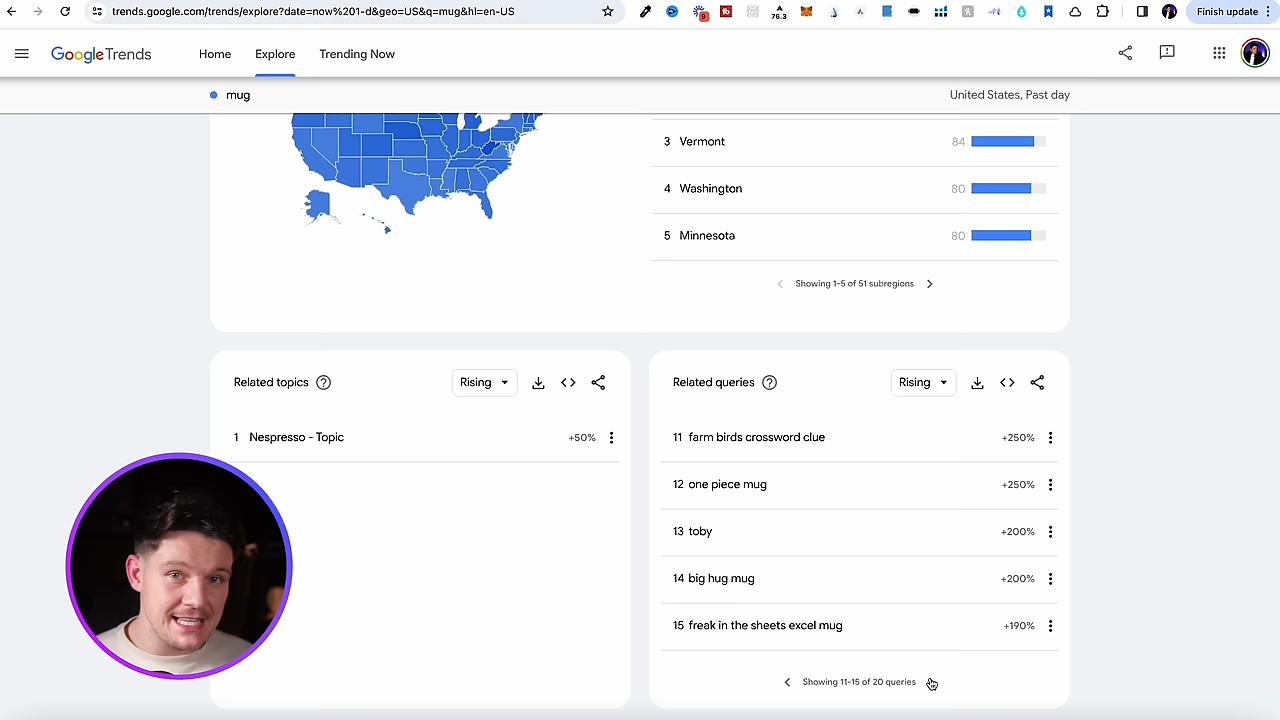 trends.google.com/trends/explore?date=now%201-d&geo=US&q=mug&hl=en-US
9
76.3
Finish update
Google Trends
Home
Explore
Trending Now
mug
United States, Past day
3 Vermont 84
4 Washington 80
5 Minnesota 80
Showing 1-5 of 51 subregions
Related topics
Rising
1 Nespresso - Topic +50%
Related queries
Rising
11 farm birds crossword clue +250%
12 one piece mug +250%
13 toby +200%
14 big hug mug +200%
15 freak in the sheets excel mug +190%
Showing 11-15 of 20 queries